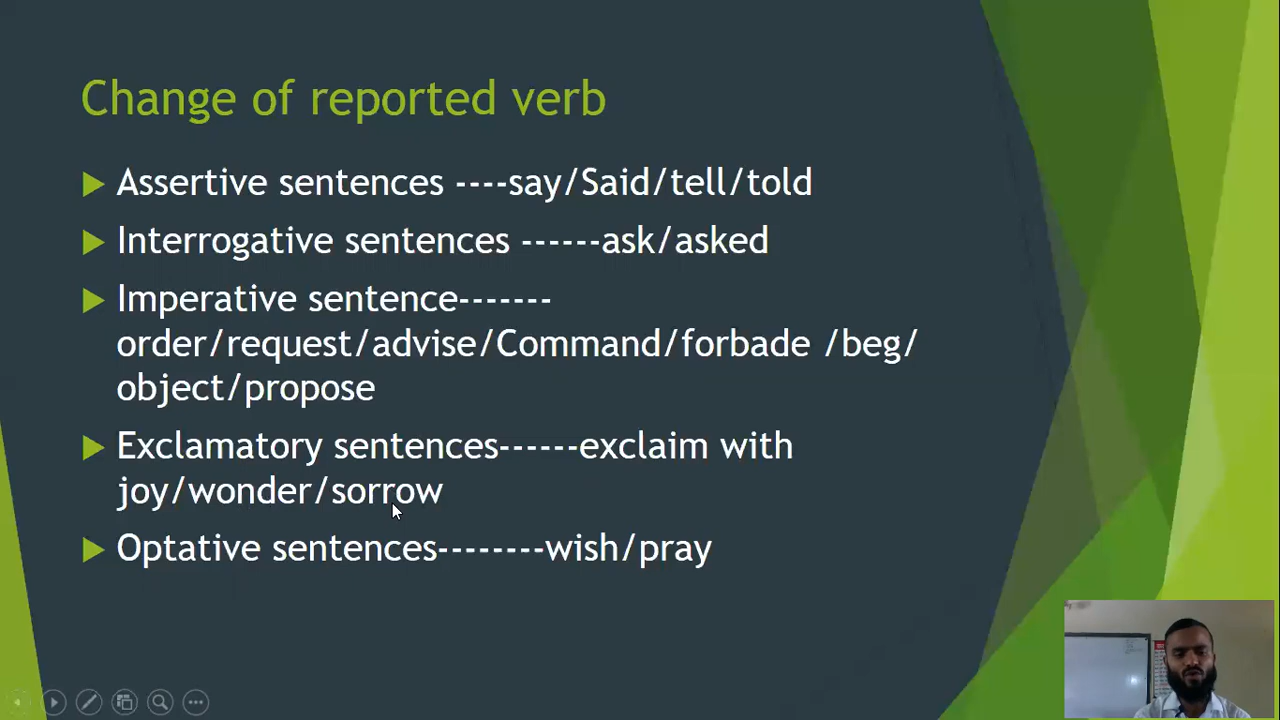 Change of reported verb
Assertive sentences ----say/Said/tell/told
Interrogative sentences ------ask/asked
Imperative sentence-------
order/request/advise/Command/forbade /beg/
object/propose
Exclamatory sentences------exclaim with
joy/wonder/sorrow
Optative sentences--------wish/pray